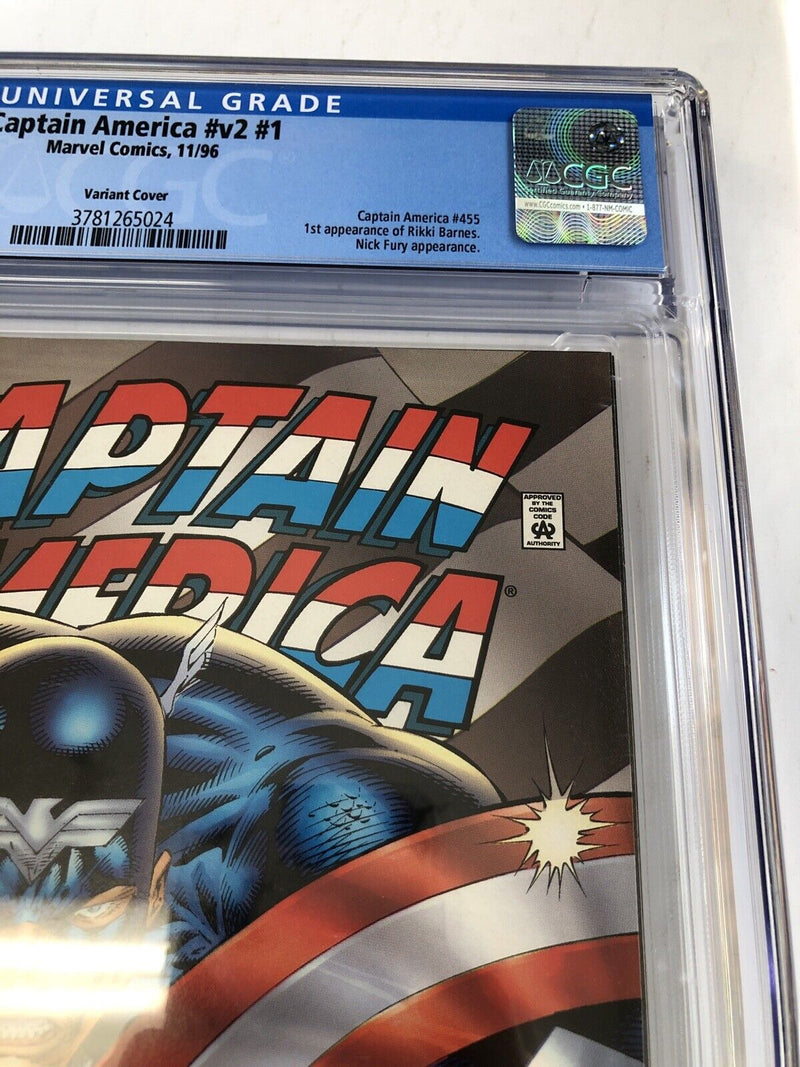 UNIVERSAL GRADE
Captain America #v2 #1
Marvel Comics, 11/96
Variant Cover
3781265024
Captain America #455
1st appearance of Rikki Barnes.
Nick Fury appearance.
CGC
CGC
www.CGCcomics.com • 1-877-NM-COMIC
APTAIN
MERICA®
APPROVED
BY THE
COMICS
CODE
CA
AUTHORITY